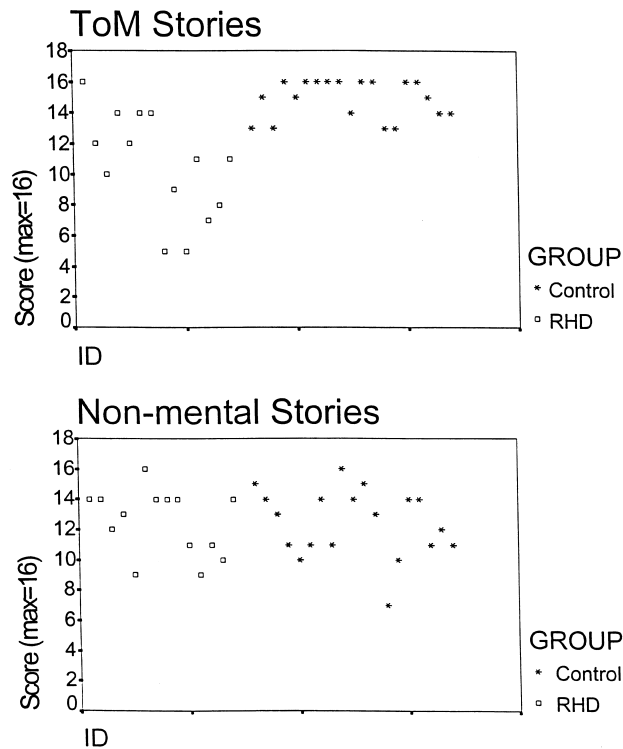 ToM Stories
18
16
14
12
10
8
6
4
2
0
Score (max=16)
ID
GROUP
* Control
RHD
Non-mental Stories
18
16
14
12
10
8
6
4
2
0
Score (max=16)
ID
GROUP
* Control
RHD